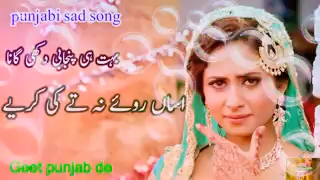 punjabi sad song
بہت ہی پنجابی دکھی گانا
اساں روئے نہ تے کی کریے
Geet punjab de